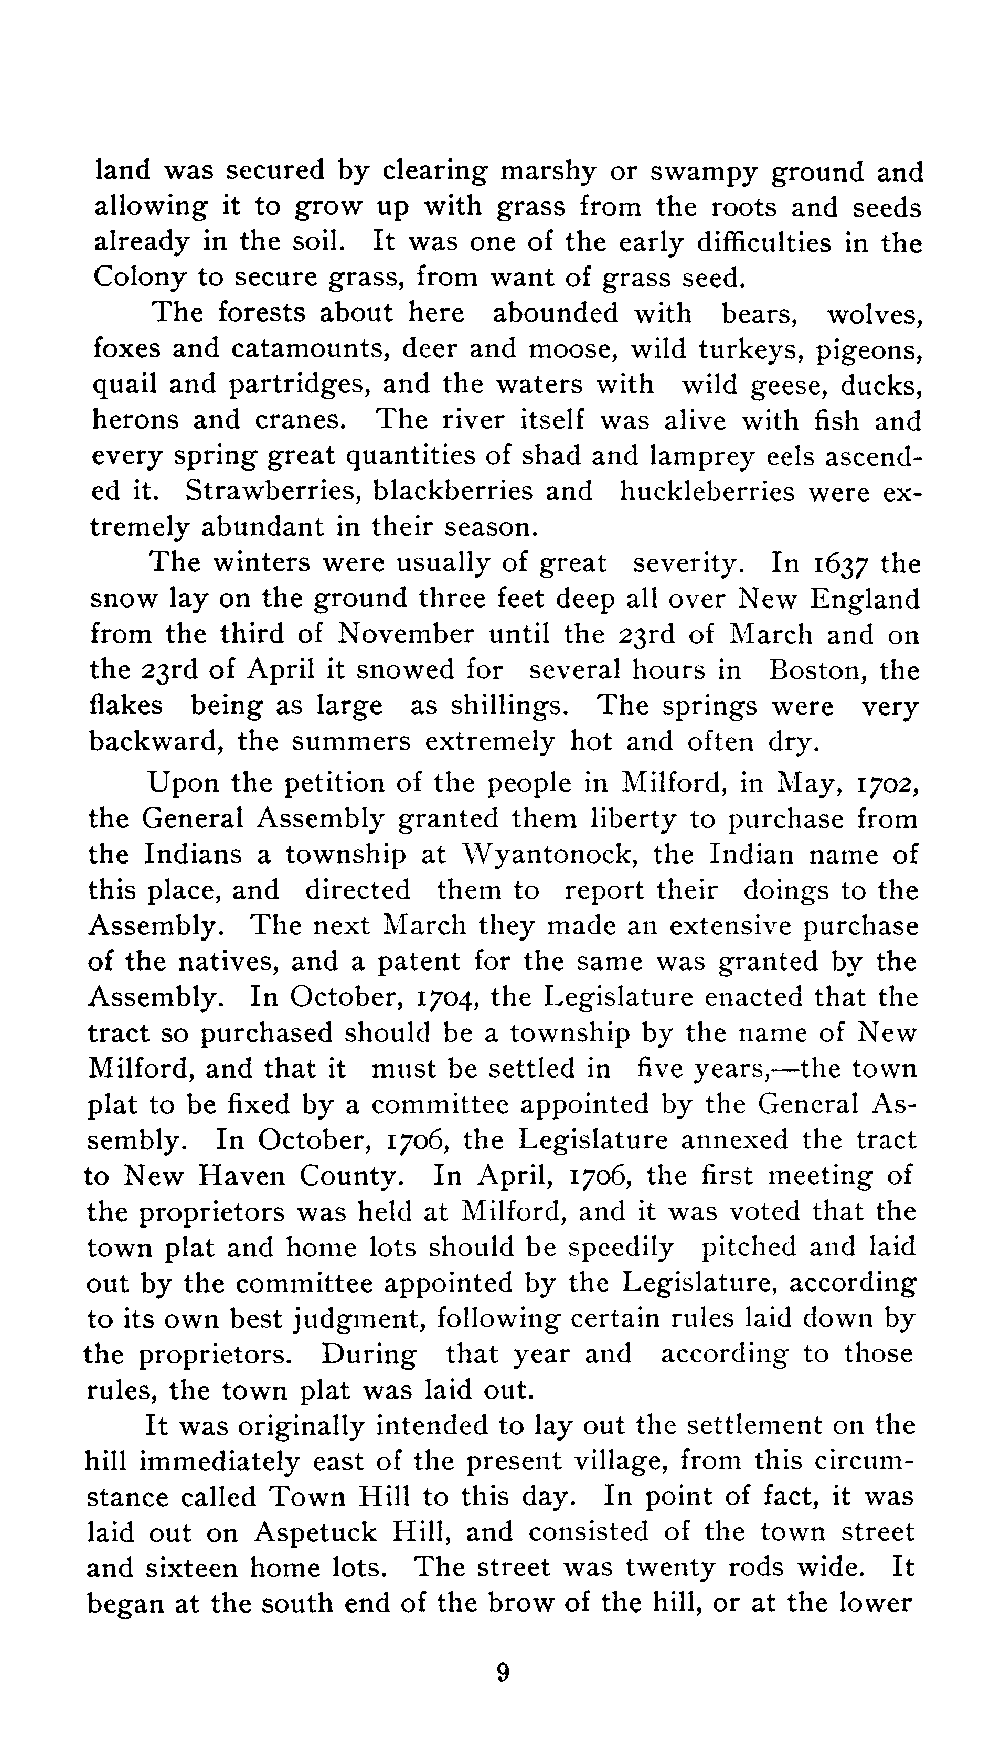 land was secured by clearing marshy or swampy ground and
allowing it to grow up with grass from the roots and seeds
already in the soil. It was one of the early difficulties in the
Colony to secure grass, from want of grass seed.
The forests about here abounded with bears, wolves,
foxes and catamounts, deer and moose, wild turkeys, pigeons,
quail and partridges, and the waters with wild geese, ducks,
herons and cranes. The river itself was alive with fish and
every spring great quantities of shad and lamprey eels ascend-
ed it. Strawberries, blackberries and huckleberries were ex-
tremely abundant in their season.
The winters were usually of great severity. In 1637 the
snow lay on the ground three feet deep all over New England
from the third of November until the 23rd of March and on
the 23rd of April it snowed for several hours in Boston, the
flakes being as large as shillings. The springs were very
backward, the summers extremely hot and often dry.
Upon the petition of the people in Milford, in May, 1702,
the General Assembly granted them liberty to purchase from
the Indians a township at Wyantonock, the Indian name of
this place, and directed them to report their doings to the
Assembly. The next March they made an extensive purchase
of the natives, and a patent for the same was granted by the
Assembly. In October, 1704, the Legislature enacted that the
tract so purchased should be a township by the name of New
Milford, and that it must be settled in five years,—the town
plat to be fixed by a committee appointed by the General As-
sembly. In October, 1706, the Legislature annexed the tract
to New Haven County. In April, 1706, the first meeting of
the proprietors was held at Milford, and it was voted that the
town plat and home lots should be speedily pitched and laid
out by the committee appointed by the Legislature, according
to its own best judgment, following certain rules laid down by
the proprietors. During that year and according to those
rules, the town plat was laid out.
It was originally intended to lay out the settlement on the
hill immediately east of the present village, from this circum-
stance called Town Hill to this day. In point of fact, it was
laid out on Aspetuck Hill, and consisted of the town street
and sixteen home lots. The street was twenty rods wide. It
began at the south end of the brow of the hill, or at the lower
9